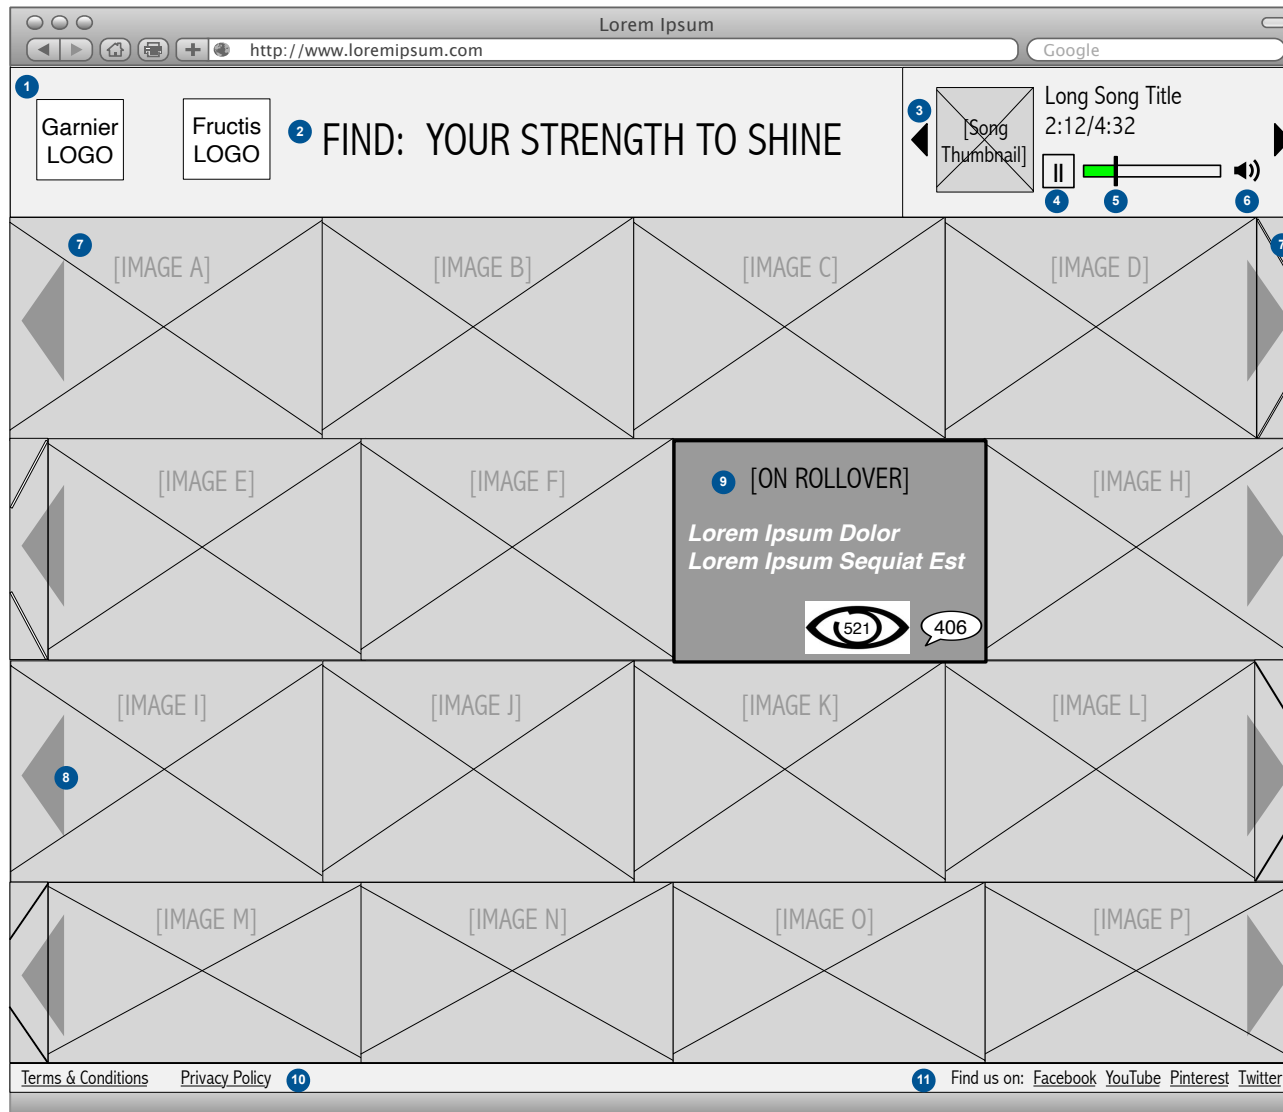 Lorem Ipsum
http://www.loremipsum.com
Google
1
Garnier
LOGO
Fructis
LOGO
2
FIND: YOUR STRENGTH TO SHINE
3
[Song
Thumbnail]
Long Song Title
2:12/4:32
4
5
6
7
[IMAGE A]
[IMAGE B]
[IMAGE C]
[IMAGE D]
7
[IMAGE E]
[IMAGE F]
9
[ON ROLLOVER]
Lorem Ipsum Dolor
Lorem Ipsum Sequiat Est
521
406
[IMAGE H]
[IMAGE I]
[IMAGE J]
[IMAGE K]
[IMAGE L]
8
[IMAGE M]
[IMAGE N]
[IMAGE O]
[IMAGE P]
Terms & Conditions Privacy Policy 10
11 Find us on: Facebook YouTube Pinterest Twitter